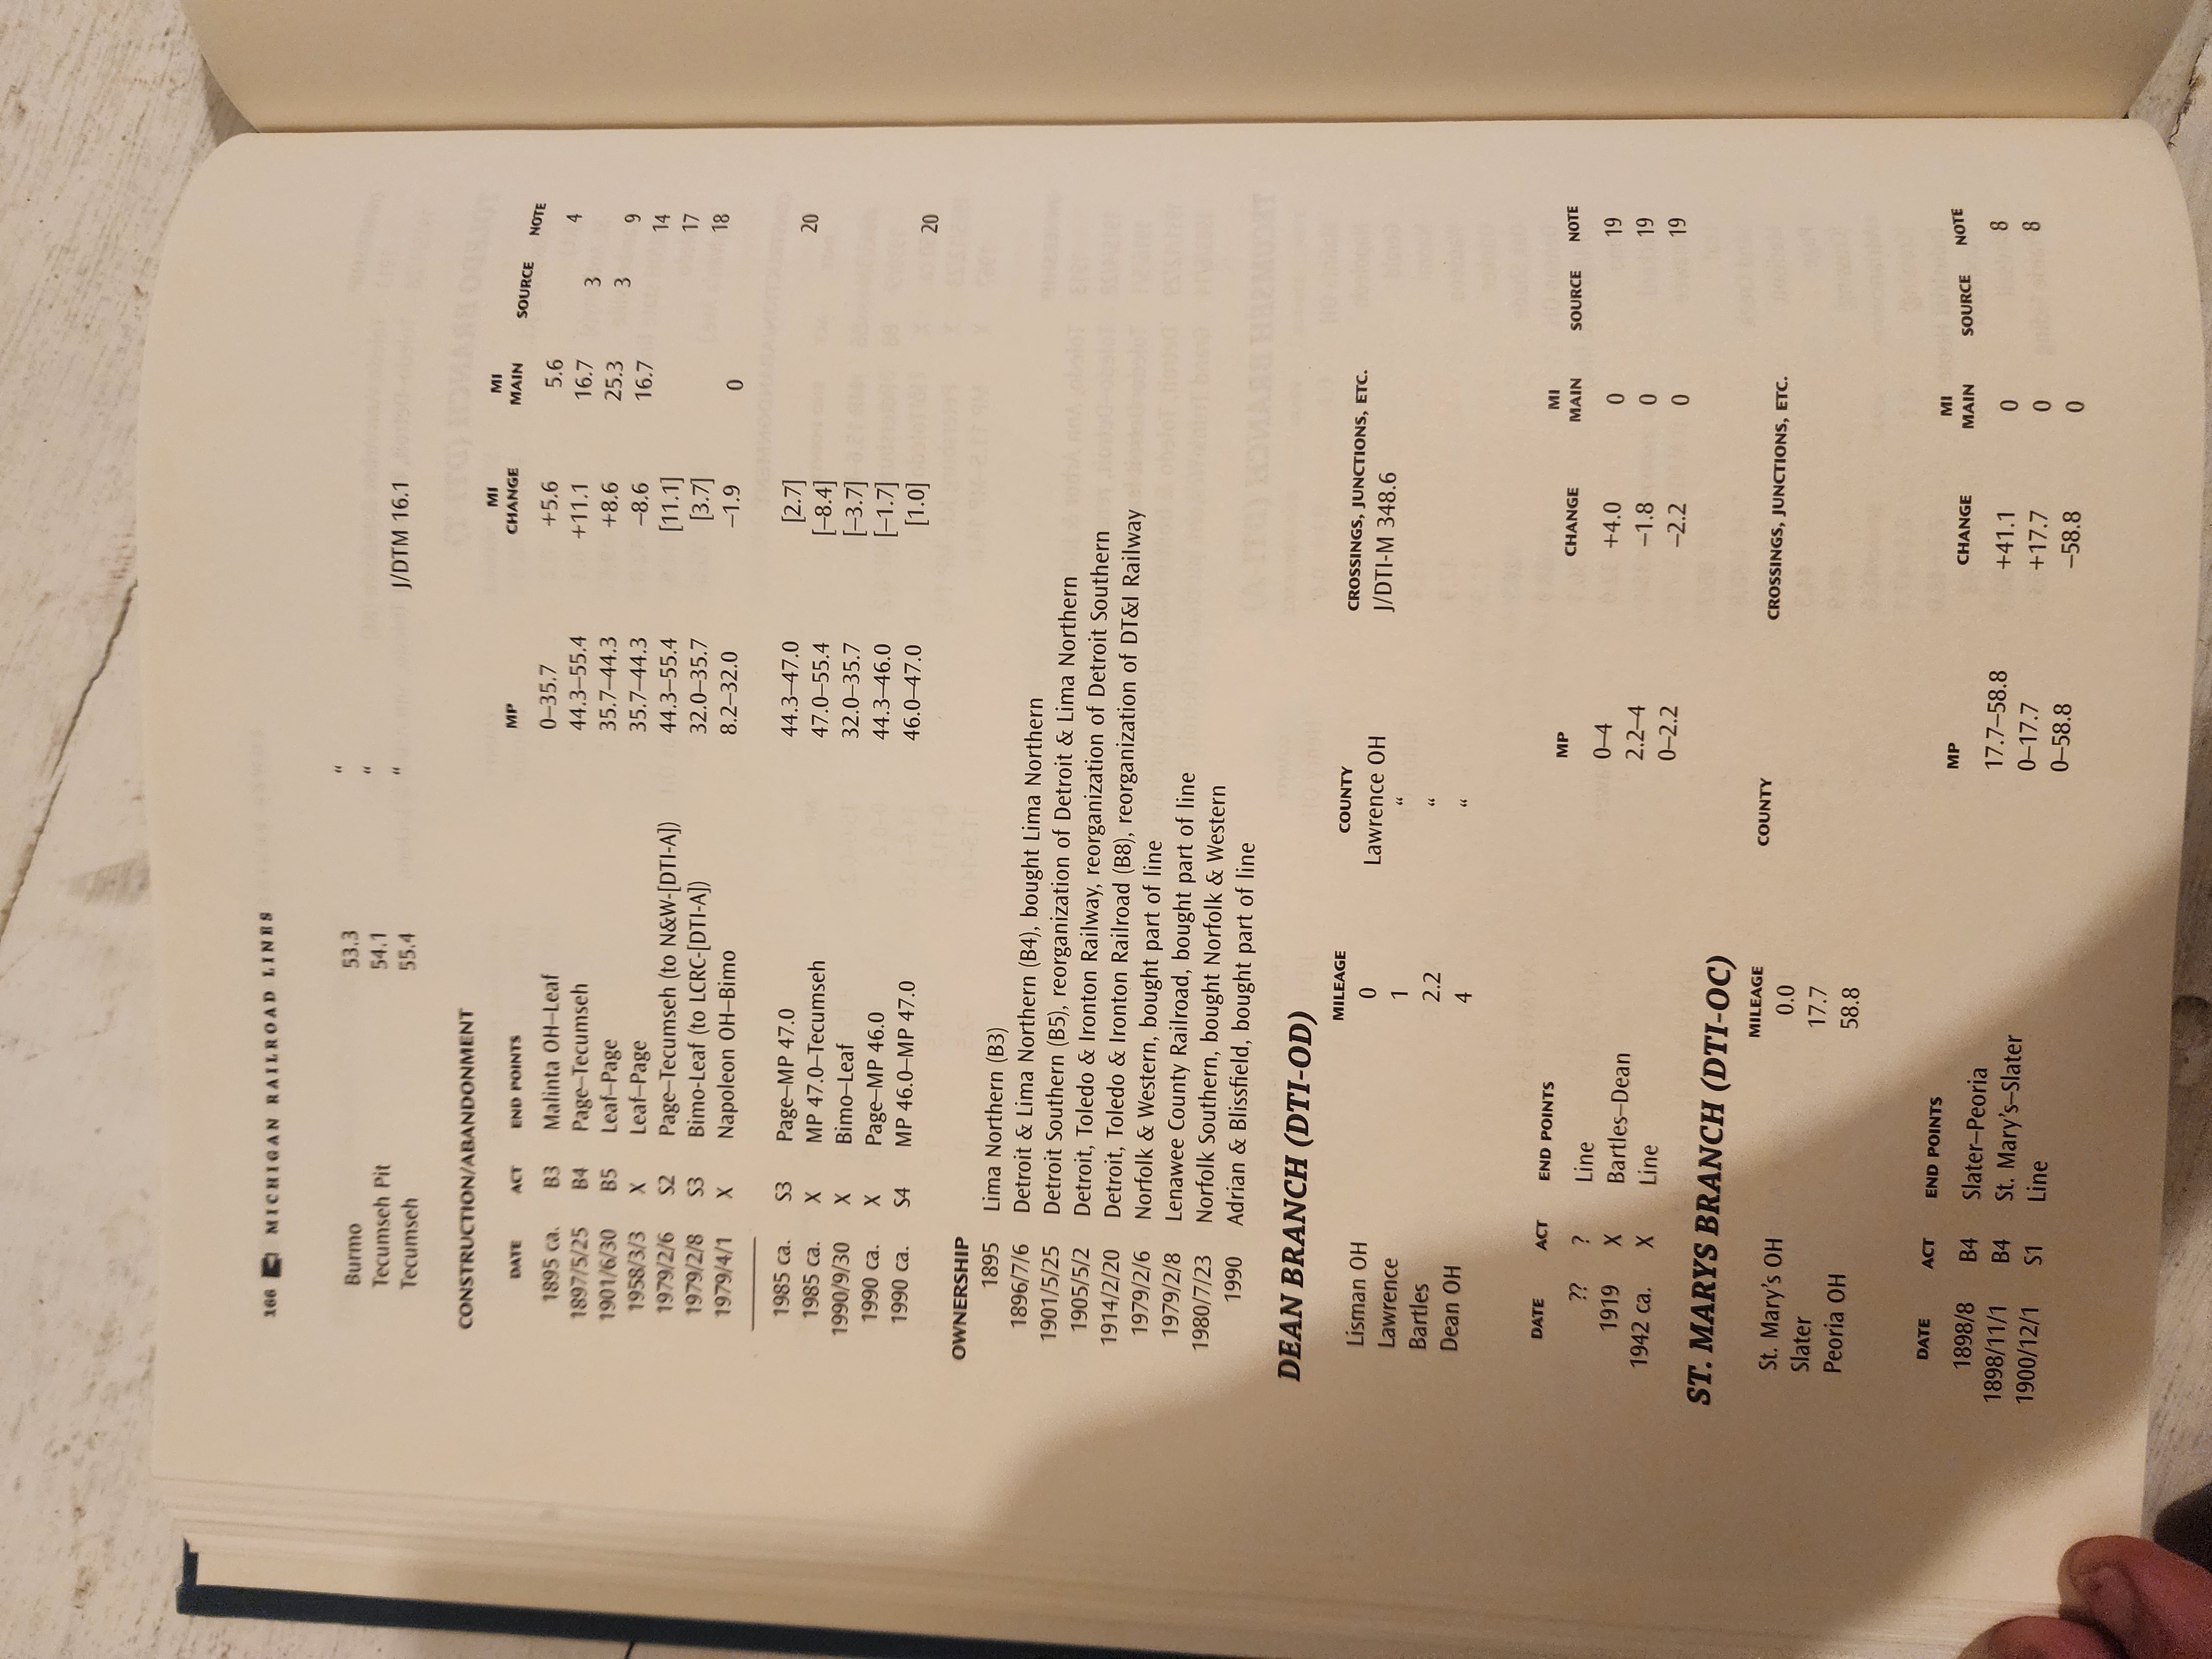 166 MICHIGAN RAILROAD LINES
Burmo 53.3 "
Tecumseh Pit 54.1 "
Tecumseh 55.4 " J/DTM 16.1
CONSTRUCTION/ABANDONMENT
DATE ACT END POINTS MP MI CHANGE MI MAIN SOURCE NOTE
1895 ca. B3 Malinta OH–Leaf 0–35.7 +5.6 5.6
1897/5/25 B4 Page–Tecumseh 44.3–55.4 +11.1 16.7 4
1901/6/30 B5 Leaf–Page 35.7–44.3 +8.6 25.3 3
1958/3/3 X Leaf–Page 35.7–44.3 –8.6 16.7 3 9
1979/2/6 S2 Page–Tecumseh (to N&W-[DTI-A]) 44.3–55.4 [11.1] 14
1979/2/8 S3 Bimo-Leaf (to LCRC-[DTI-A]) 32.0–35.7 [3.7] 17
1979/4/1 X Napoleon OH–Bimo 8.2–32.0 –1.9 0 18
1985 ca. S3 Page–MP 47.0 44.3–47.0 [2.7]
1985 ca. X MP 47.0–Tecumseh 47.0–55.4 [–8.4] 20
1990/9/30 X Bimo–Leaf 32.0–35.7 [–3.7]
1990 ca. X Page–MP 46.0 44.3–46.0 [–1.7]
1990 ca. S4 MP 46.0–MP 47.0 46.0–47.0 [1.0] 20
OWNERSHIP
1895 Lima Northern (B3)
1896/7/6 Detroit & Lima Northern (B4), bought Lima Northern
1901/5/25 Detroit Southern (B5), reorganization of Detroit & Lima Northern
1905/5/2 Detroit, Toledo & Ironton Railway, reorganization of Detroit Southern
1914/2/20 Detroit, Toledo & Ironton Railroad (B8), reorganization of DT&I Railway
1979/2/6 Norfolk & Western, bought part of line
1979/2/8 Lenawee County Railroad, bought part of line
1980/7/23 Norfolk Southern, bought Norfolk & Western
1990 Adrian & Blissfield, bought part of line
DEAN BRANCH (DTI-OD)
MILEAGE COUNTY CROSSINGS, JUNCTIONS, ETC.
Lisman OH 0 Lawrence OH J/DTI-M 348.6
Lawrence 1 "
Bartles 2.2 "
Dean OH 4 "
DATE ACT END POINTS MP CHANGE MI MAIN SOURCE NOTE
?? ? Line 0–4 +4.0 0 19
1919 X Bartles–Dean 2.2–4 –1.8 0 19
1942 ca. X Line 0–2.2 –2.2 0 19
ST. MARYS BRANCH (DTI-OC)
MILEAGE COUNTY CROSSINGS, JUNCTIONS, ETC.
St. Mary's OH 0.0
Slater 17.7
Peoria OH 58.8
DATE ACT END POINTS MP CHANGE MI MAIN SOURCE NOTE
1898/8 B4 Slater–Peoria 17.7–58.8 +41.1 0 8
1898/11/1 B4 St. Mary's–Slater 0–17.7 +17.7 0 8
1900/12/1 S1 Line 0–58.8 –58.8 0